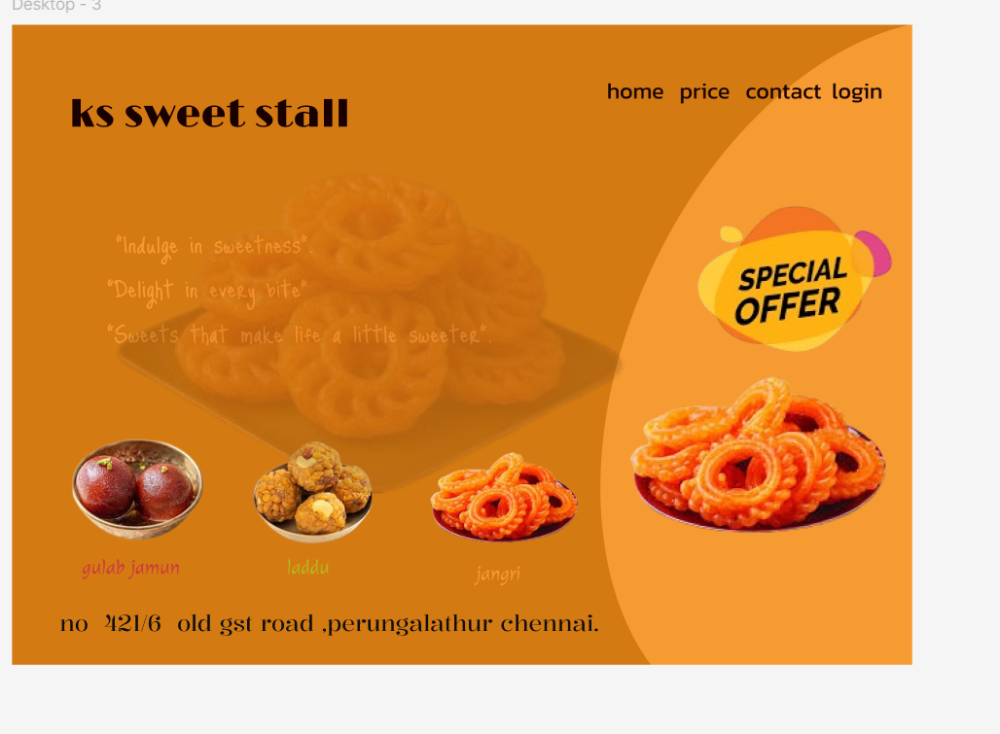 Desktop - 3
home price contact login
ks sweet stall
"Indulge in sweetness".
"Delight in every bite"
"Sweets that make life a little sweeter".
SPECIAL
OFFER
gulab jamun
laddu
jangri
no 421/6 old gst road ,perungalathur chennai.